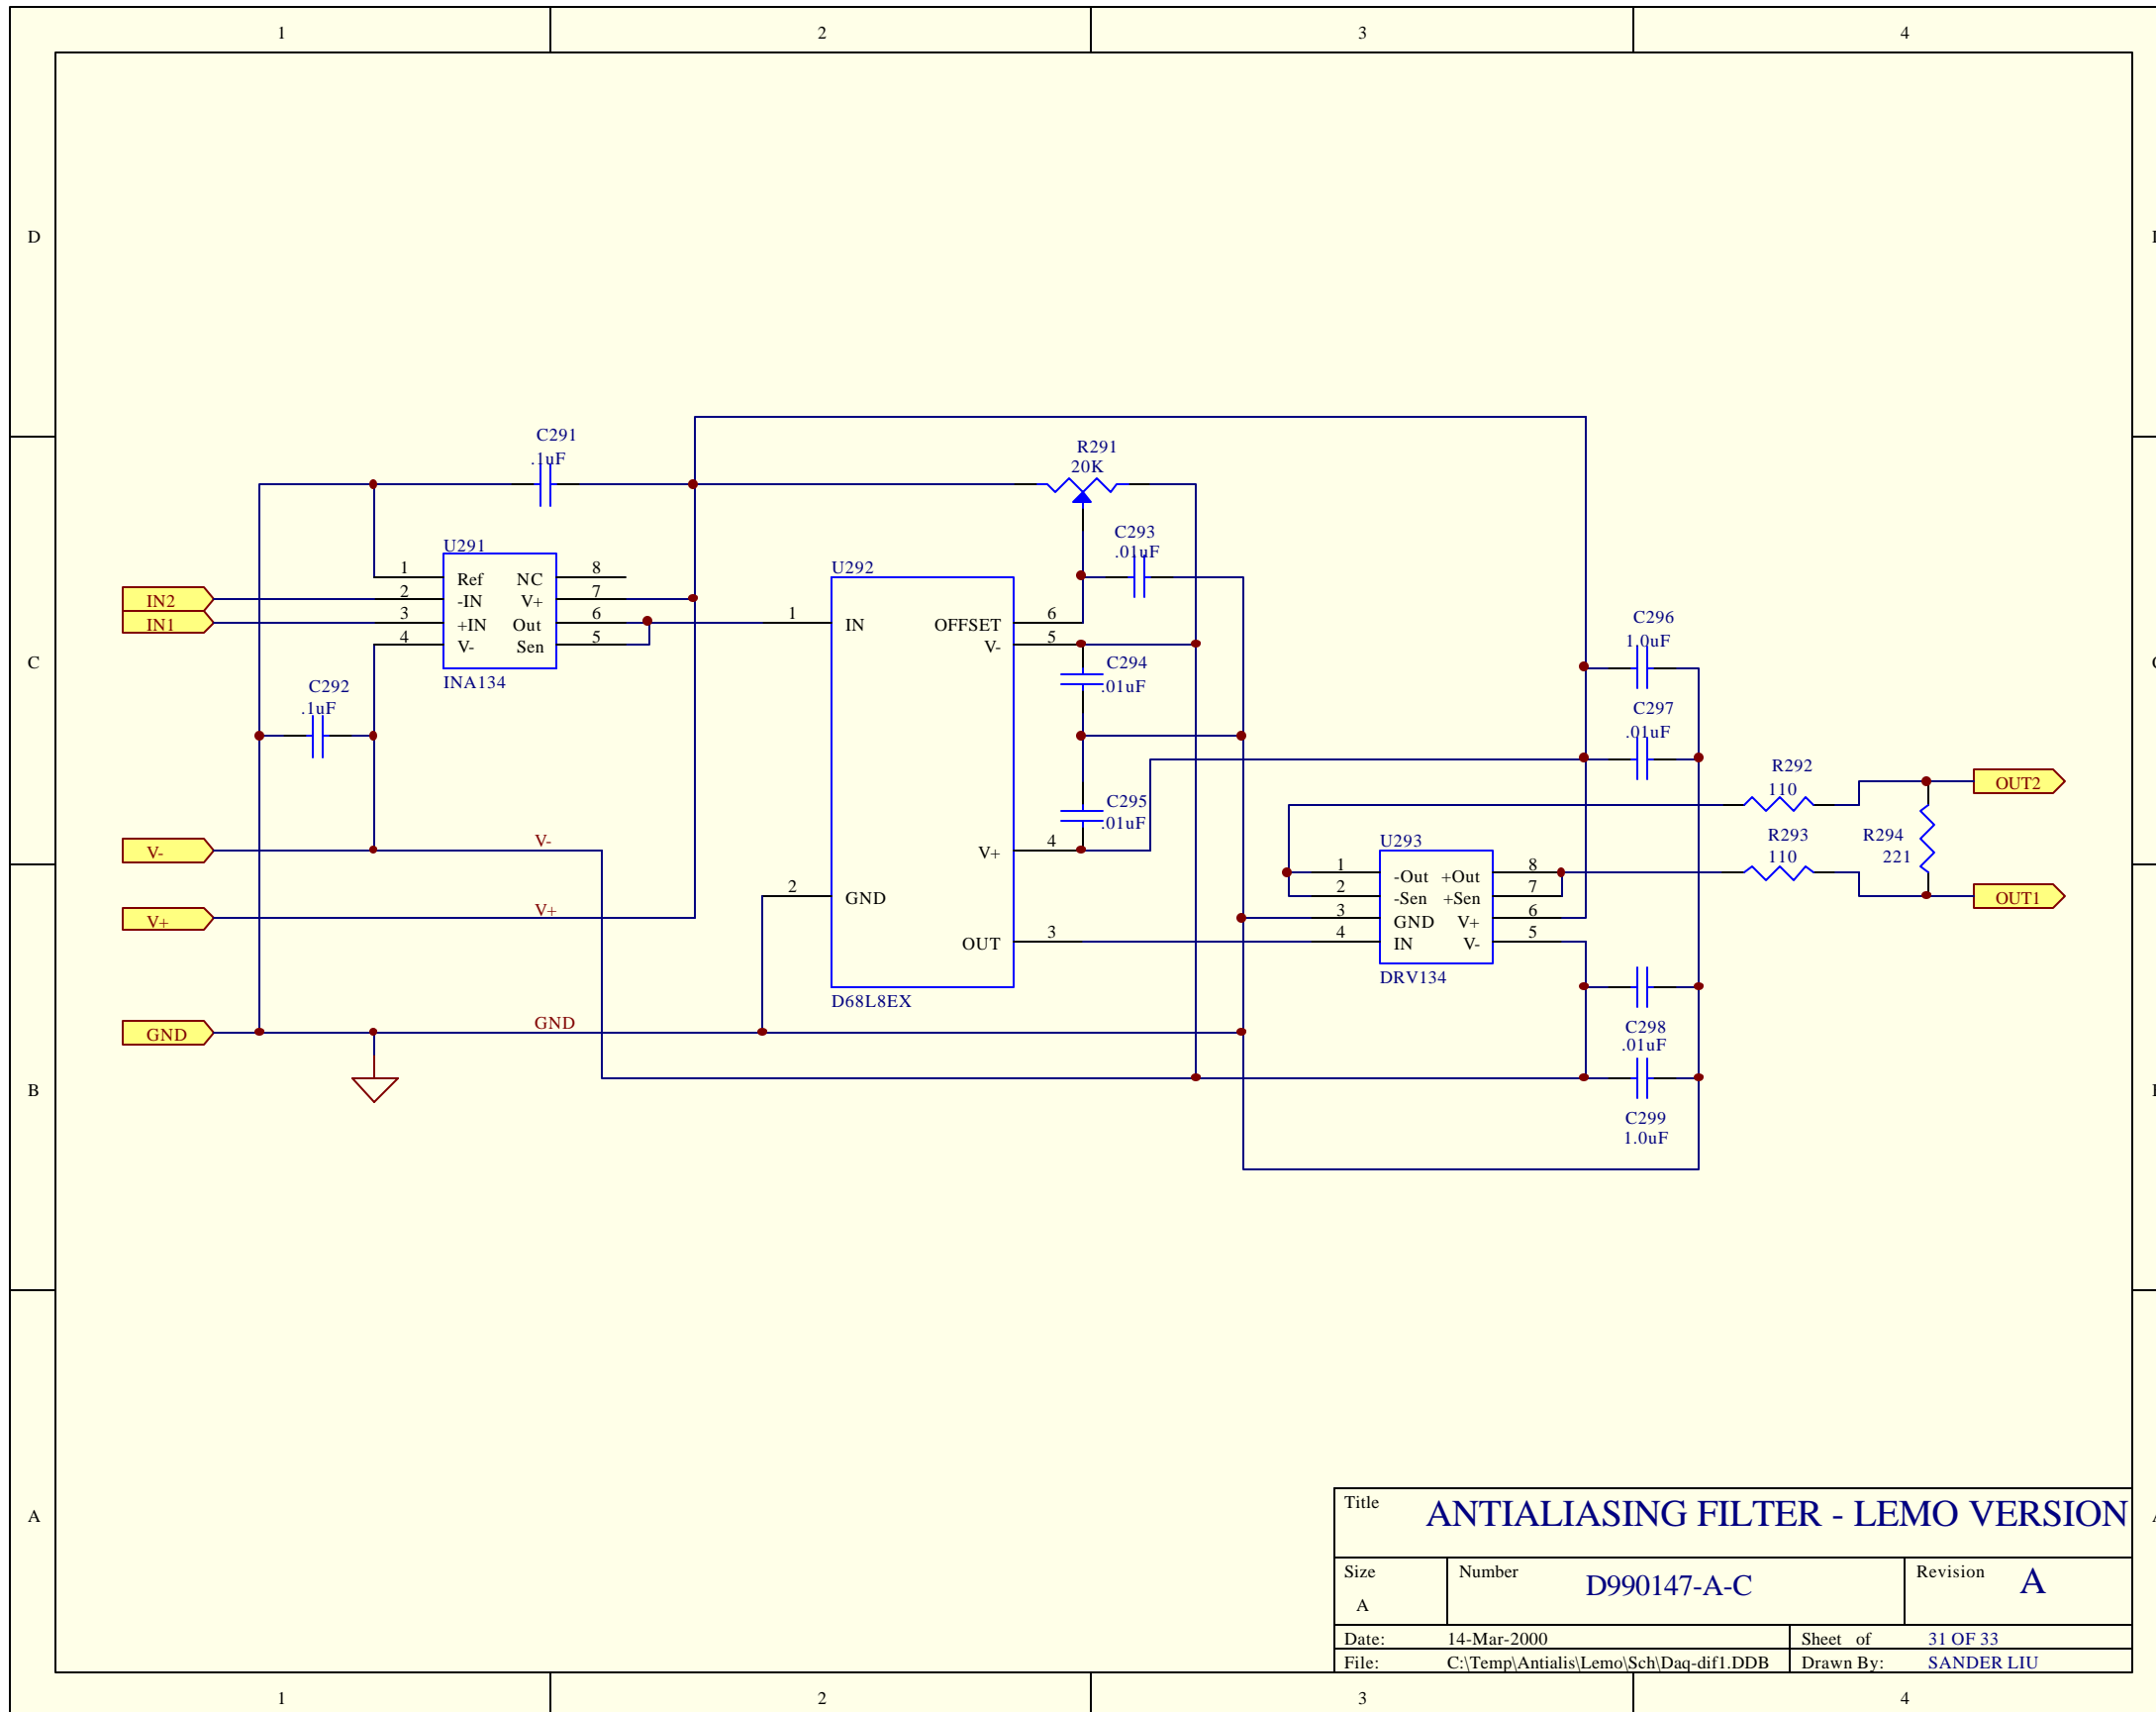 1 2 3 4
D
C291
.1uF
R291
20K
C293
.01uF
U291
1 Ref NC 8
2 -IN V+ 7
3 +IN Out 6
4 V- Sen 5
INA134
IN2
IN1
U292
1 IN OFFSET 6
V- 5
C294
.01uF
C296
1.0uF
C
C292
.1uF
C297
.01uF
C295
.01uF
V+ 4
2 GND
OUT 3
D68L8EX
R292
110
OUT2
R293
110
R294
221
OUT1
V- V-
V+ V+
U293
1 -Out +Out 8
2 -Sen +Sen 7
3 GND V+ 6
4 IN V- 5
DRV134
GND GND
C298
.01uF
B
C299
1.0uF
A
Title ANTIALIASING FILTER - LEMO VERSION
Size
A
Number D990147-A-C
Revision A
Date: 14-Mar-2000
Sheet of 31 OF 33
File: C:\Temp\Antialis\Lemo\Sch\Daq-dif1.DDB
Drawn By: SANDER LIU
1 2 3 4